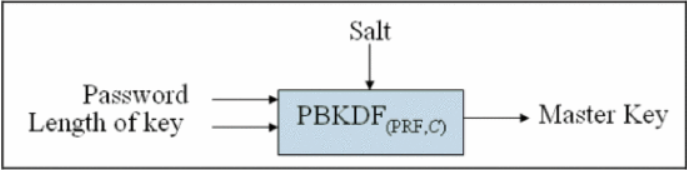 Salt
Password
Length of key
PBKDF(PRF,C)
Master Key